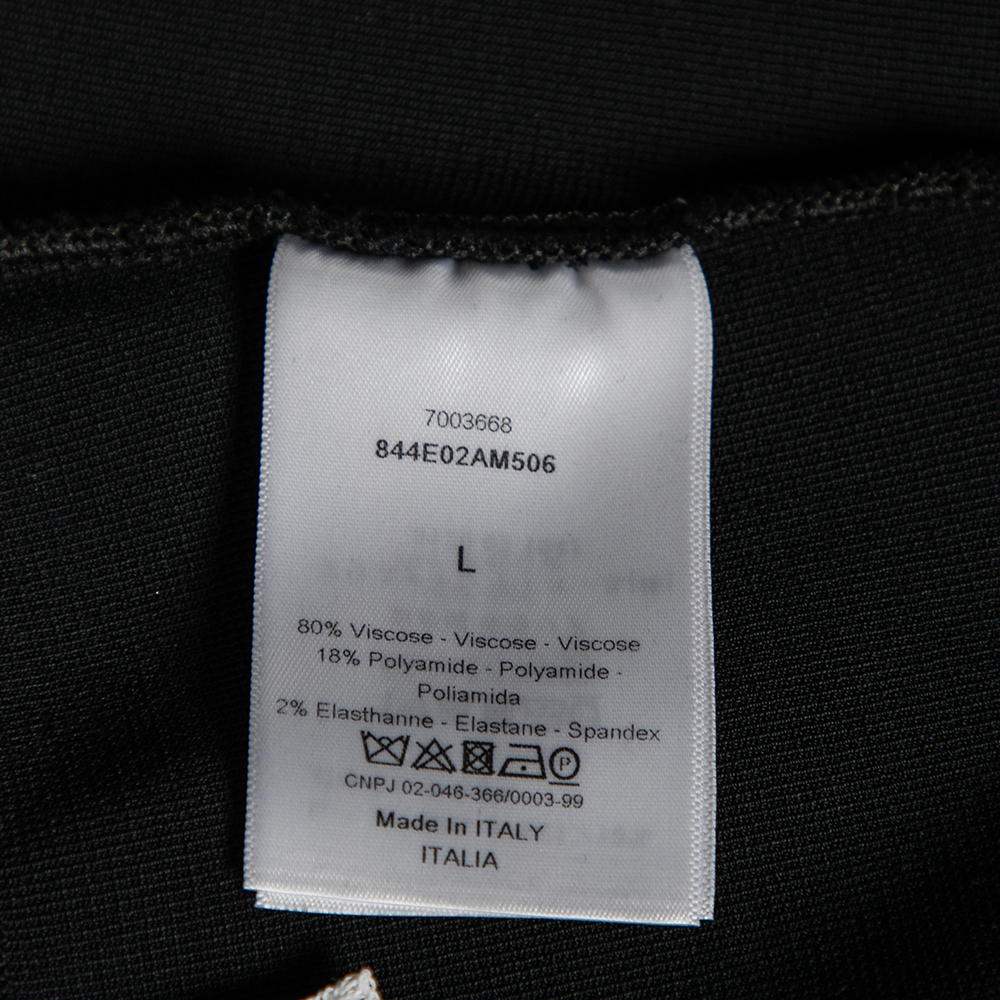 7003668
844E02AM506
L
80% Viscose - Viscose - Viscose
18% Polyamide - Polyamide -
Poliamida
2% Elasthanne - Elastane - Spandex
P
CNPJ 02-046-366/0003-99
Made In ITALY
ITALIA